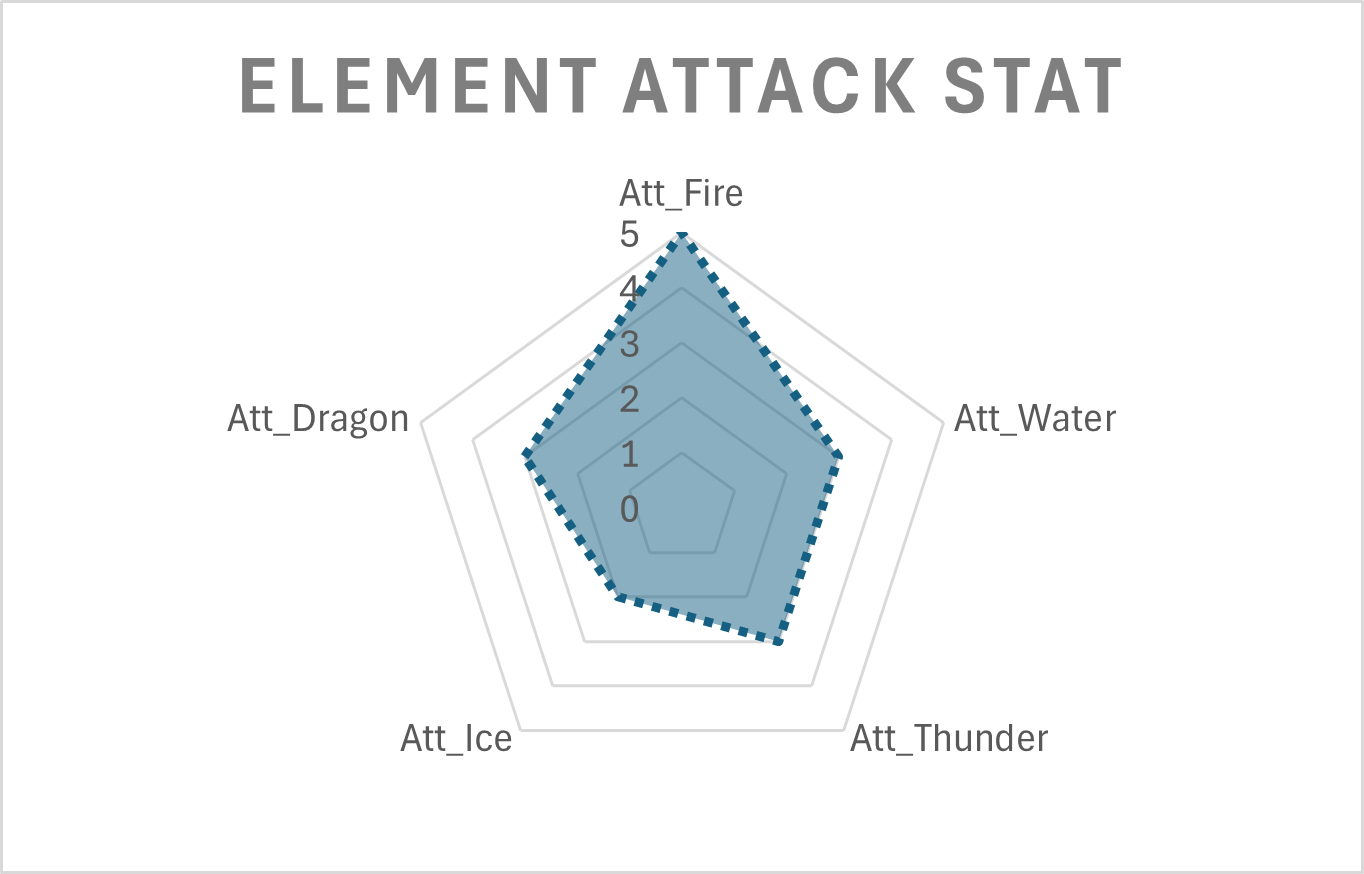 ELEMENT ATTACK STAT
Att_Fire
5
4
3
2
1
0
Att_Dragon
Att_Water
Att_Ice
Att_Thunder